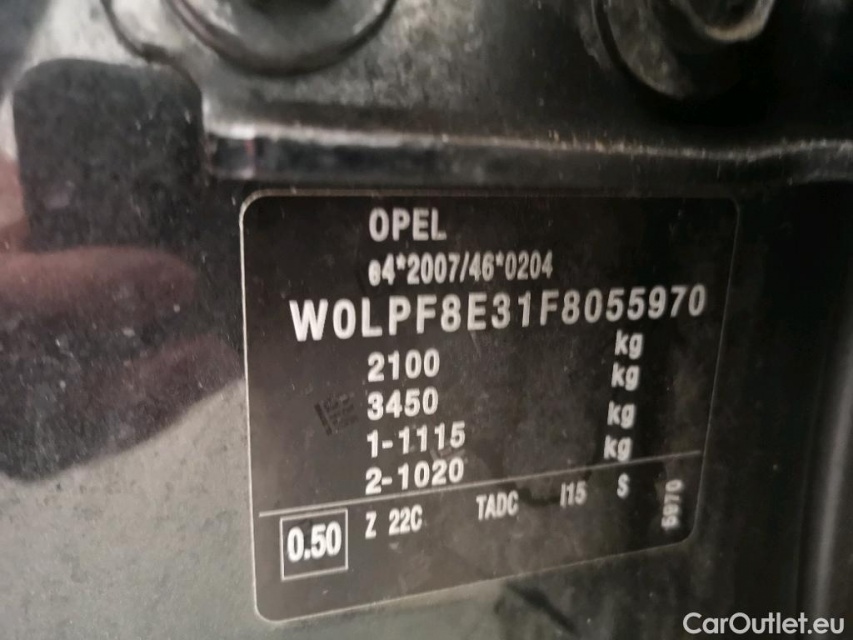 OPEL
e4*2007/46*0204
W0LPF8E31F8055970
2100 kg
3450 kg
1-1115 kg
2-1020 kg
0.50 Z 22C TADC I15 S 5970
CarOutlet.eu